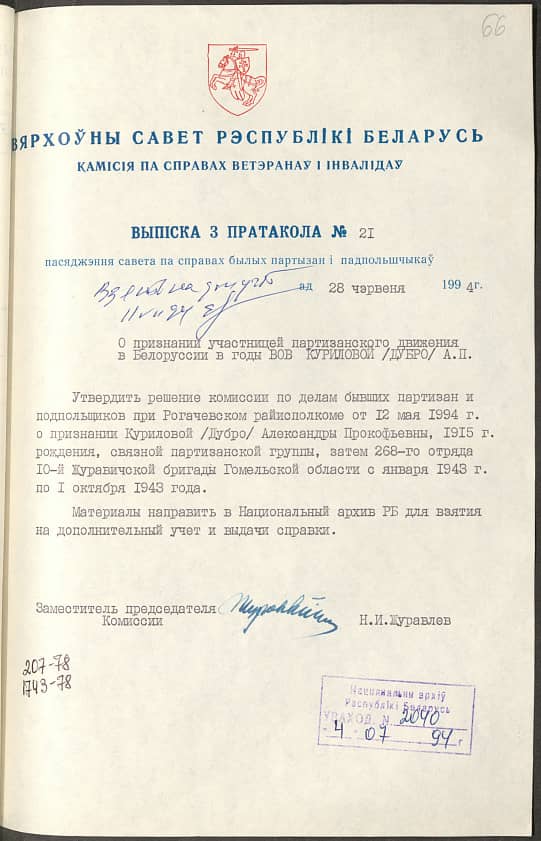 66
ВЯРХОЎНЫ САВЕТ РЭСПУБЛІКІ БЕЛАРУСЬ
КАМІСІЯ ПА СПРАВАХ ВЕТЭРАНАЎ І ІНВАЛІДАЎ
ВЫПІСКА З ПРАТАКОЛА № 21
пасяджэння савета па справах былых партызан і падпольшчыкаў
ад 28 чэрвеня 1994 г.
О признании участницей партизанского движения
в Белоруссии в годы ВОВ КУРИЛОВОЙ /ДУБРО/ А.П.
Утвердить решение комиссии по делам бывших партизан и
подпольщиков при Рогачевском райисполкоме от 12 мая 1994 г.
о признании Куриловой /Дубро/ Александры Прокофьевны, 1915 г.
рождения, связной партизанской группы, затем 268-го отряда
10-й Журавичской бригады Гомельской области с января 1943 г.
по 1 октября 1943 года.
Материалы направить в Национальный архив РБ для взятия
на дополнительный учет и выдачи справки.
Заместитель председателя
Комиссии Н.И.Журавлев
207-78
1743-78
Нацыянальны архіў
Рэспублікі Беларусь
УВАХОД. N 2040
4 07 94 г.